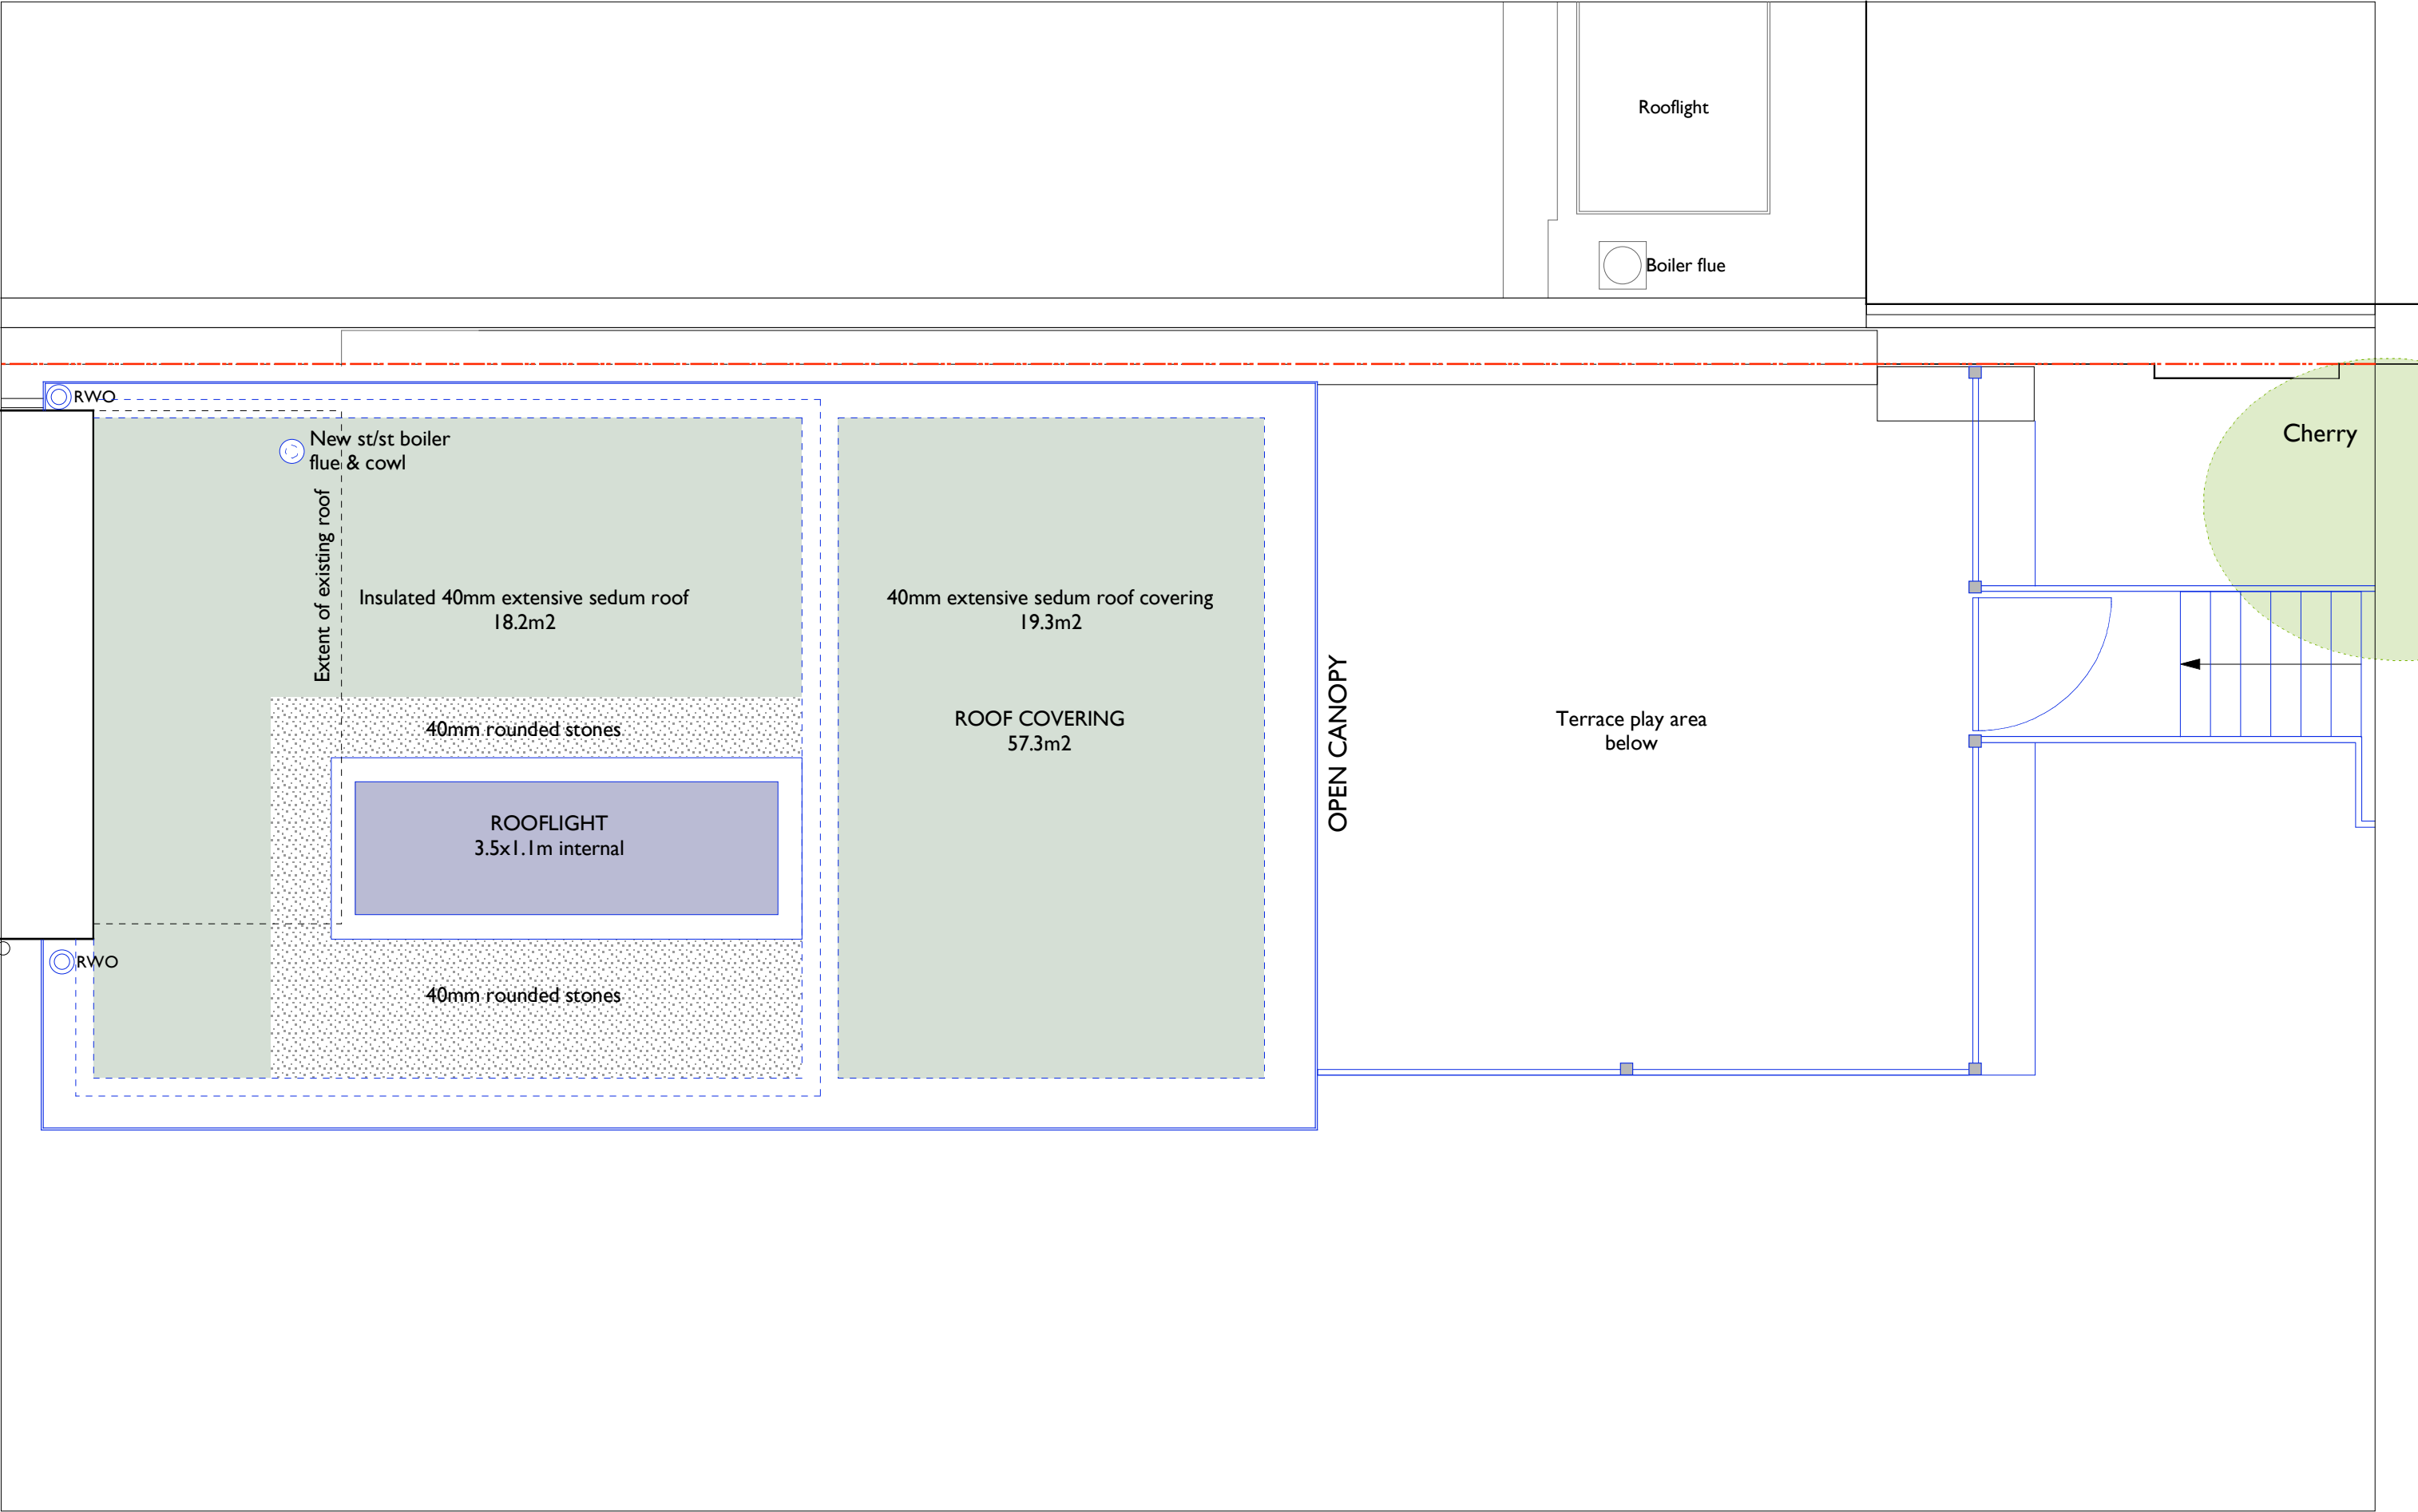 Rooflight
Boiler flue
RWO
New st/st boiler
flue & cowl
Cherry
Extent of existing roof
Insulated 40mm extensive sedum roof
18.2m2
40mm extensive sedum roof covering
19.3m2
40mm rounded stones
ROOF COVERING
57.3m2
OPEN CANOPY
Terrace play area
below
ROOFLIGHT
3.5x1.1m internal
RWO
40mm rounded stones